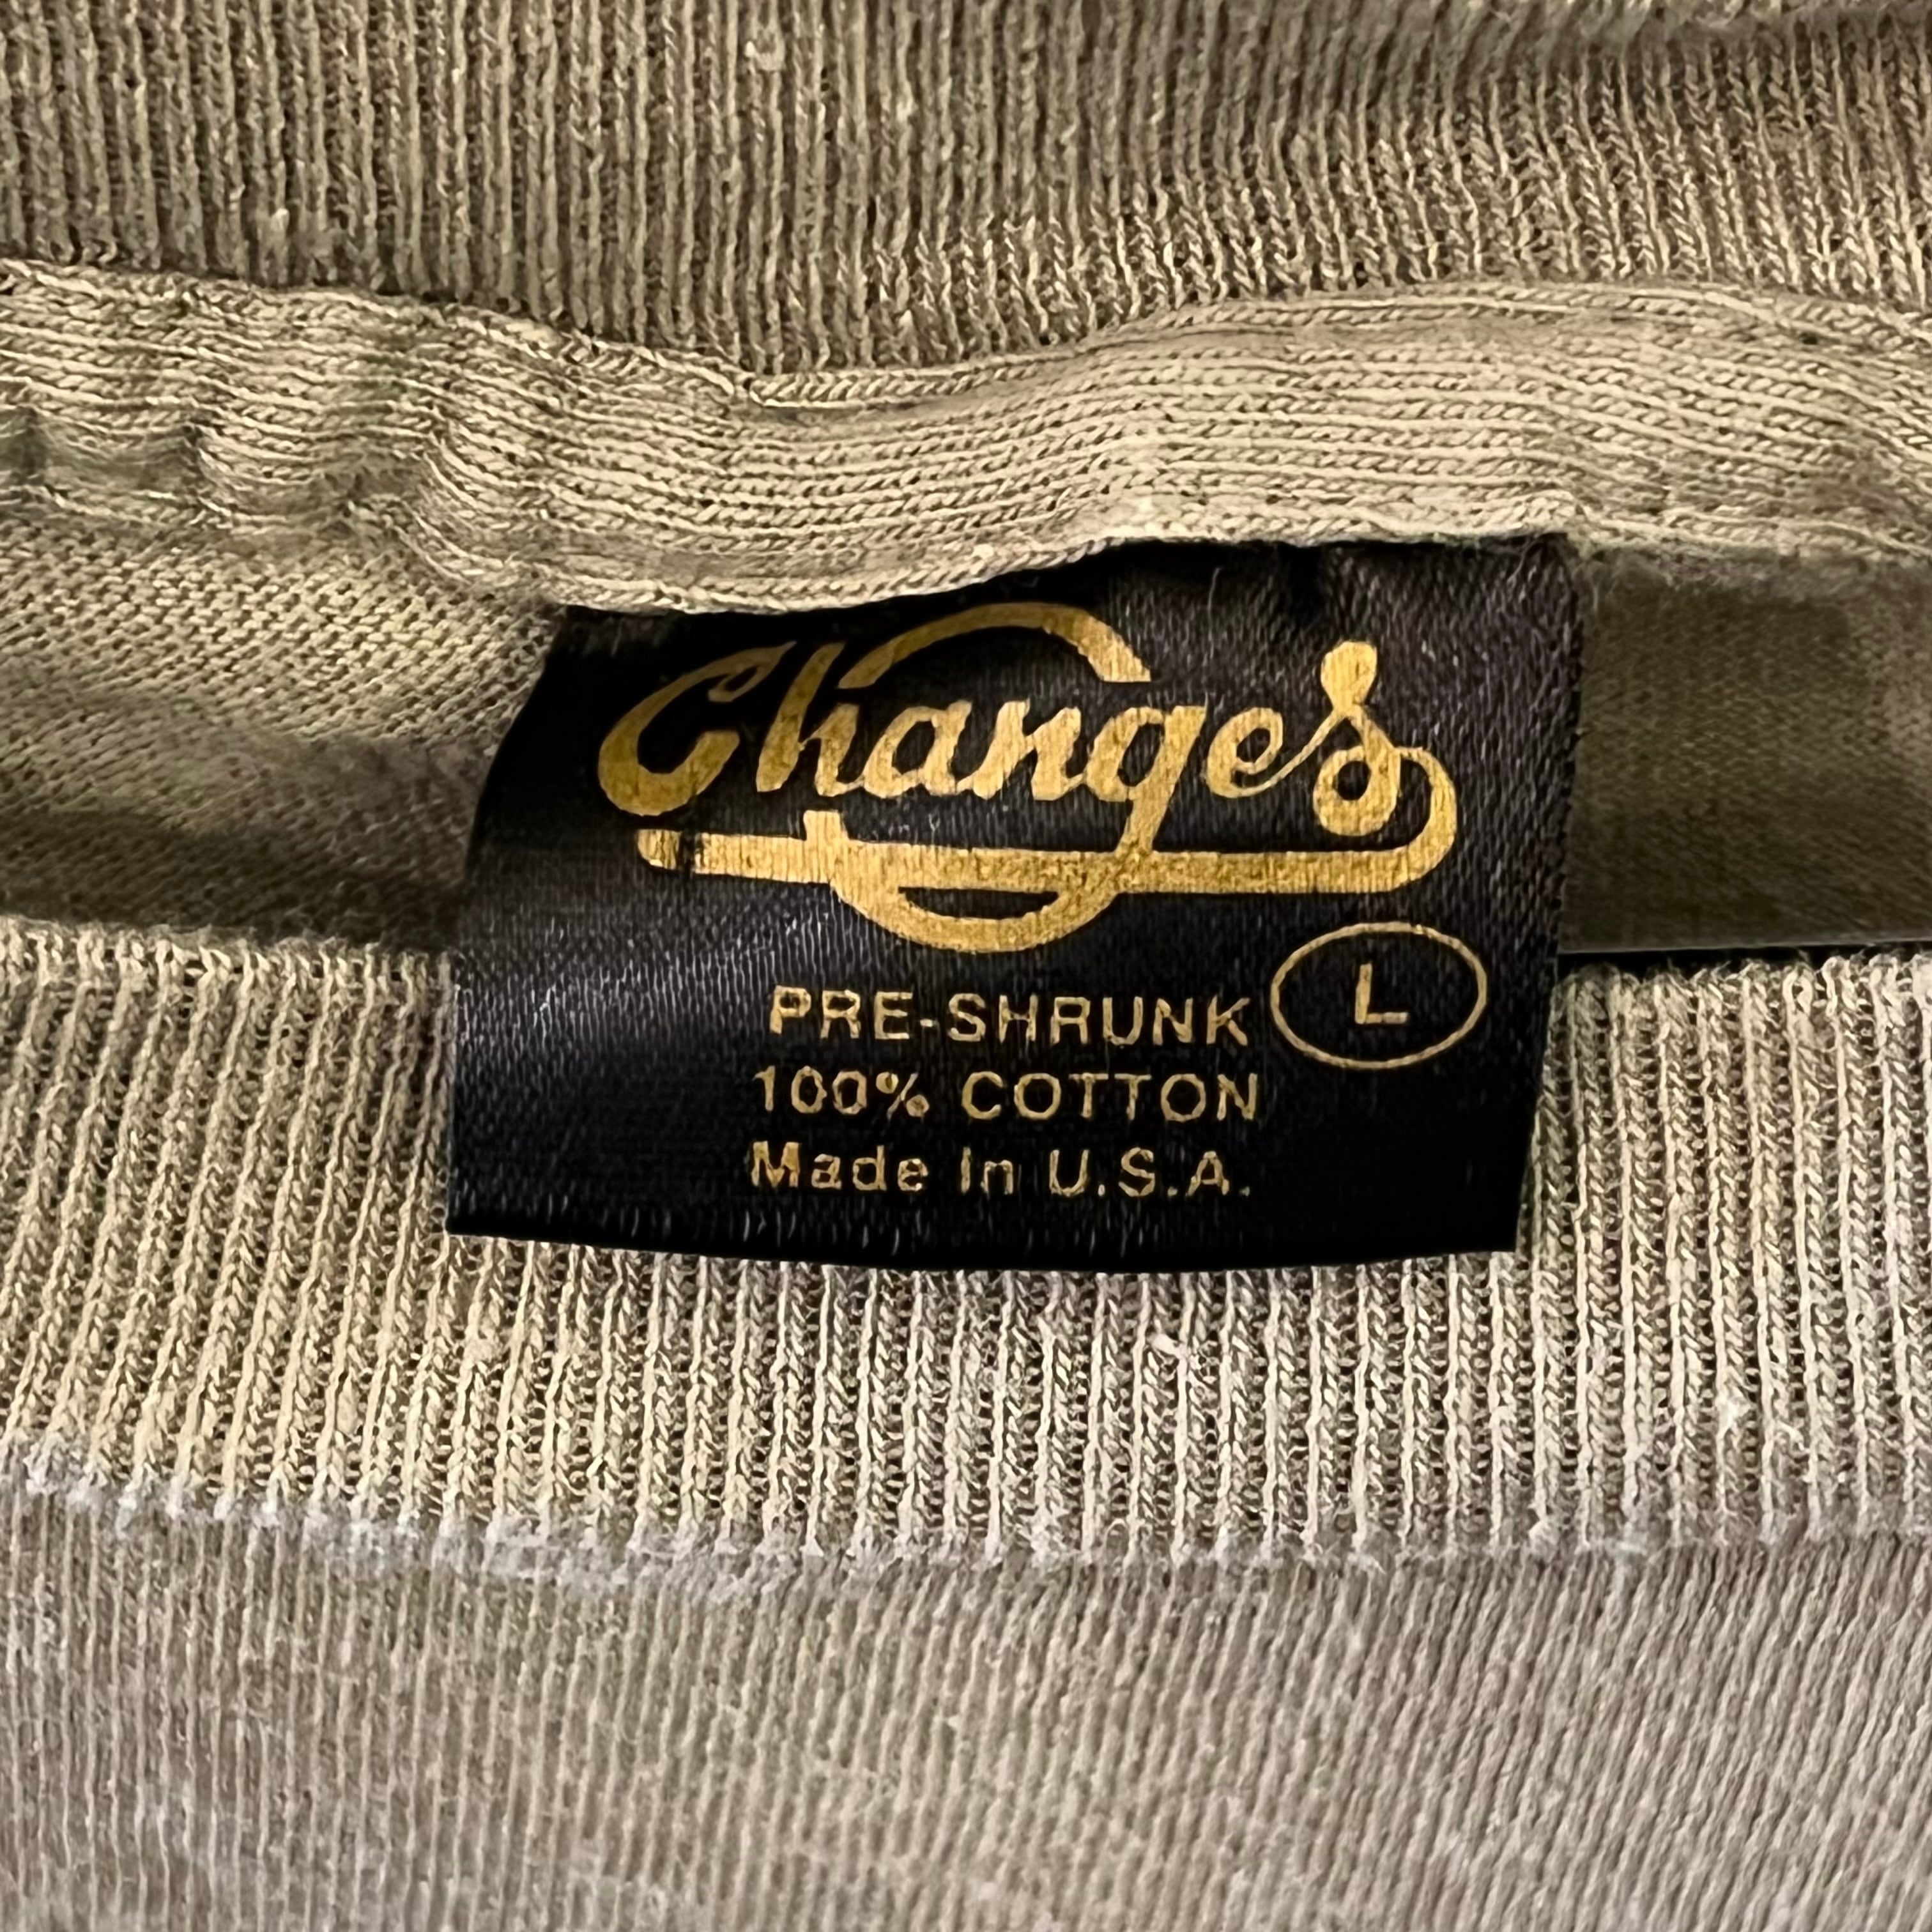 Changes
PRE-SHRUNK L
100% COTTON
Made In U.S.A.